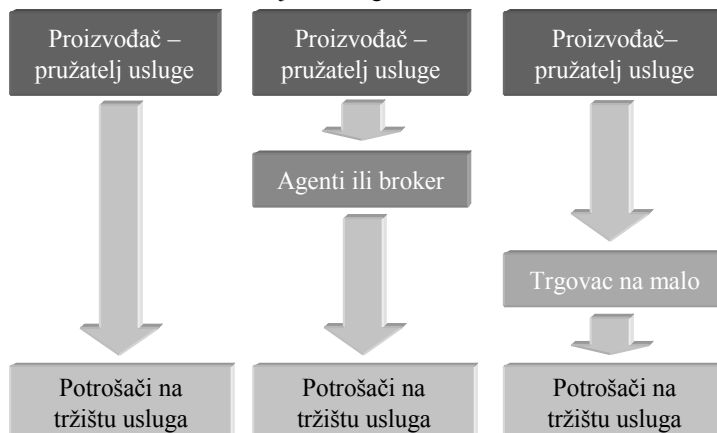 Proizvođač –
pružatelj usluge
Proizvođač –
pružatelj usluge
Proizvođač–
pružatelj usluge
Agenti ili broker
Trgovac na malo
Potrošači na
tržištu usluga
Potrošači na
tržištu usluga
Potrošači na
tržištu usluga